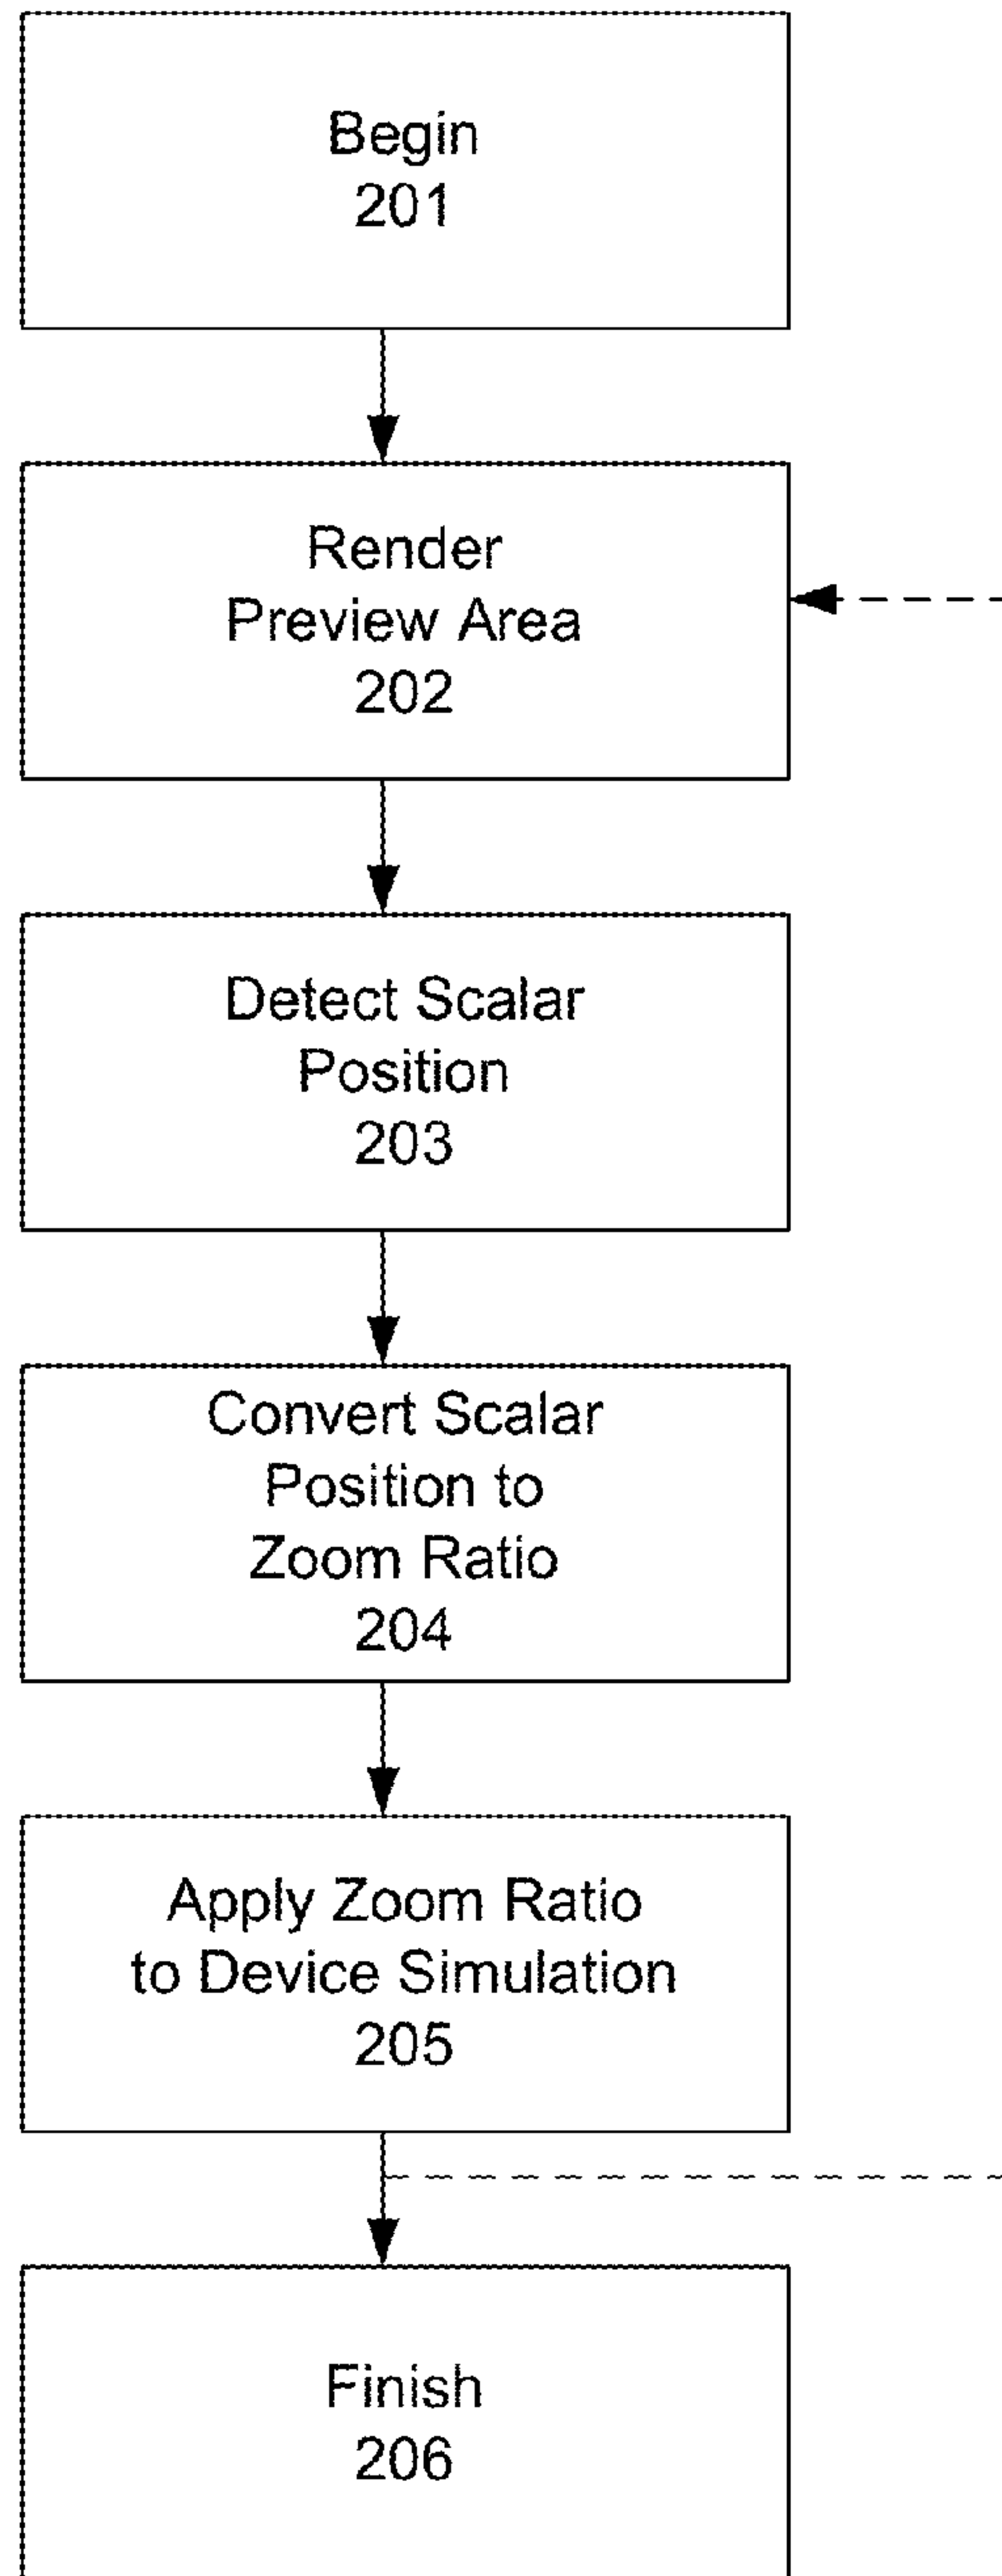 Begin
201
Render
Preview Area
202
Detect Scalar
Position
203
Convert Scalar
Position to
Zoom Ratio
204
Apply Zoom Ratio
to Device Simulation
205
Finish
206